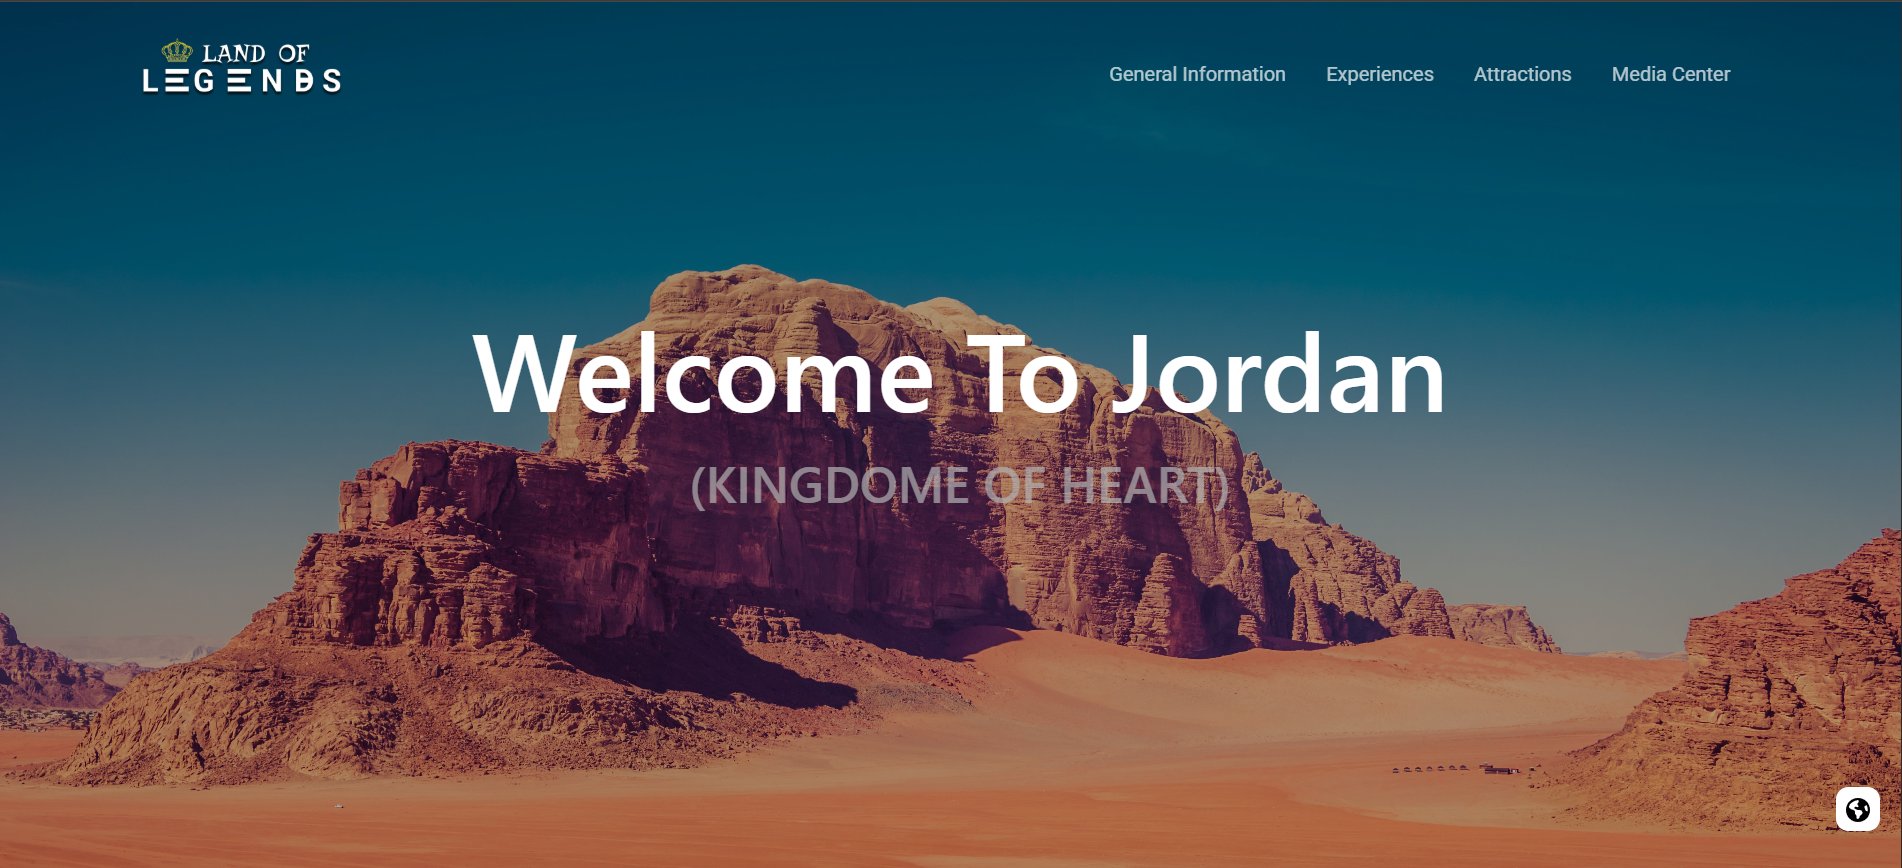 LAND OF
LEGENDS
General Information
Experiences
Attractions
Media Center
Welcome To Jordan
(KINGDOME OF HEART)